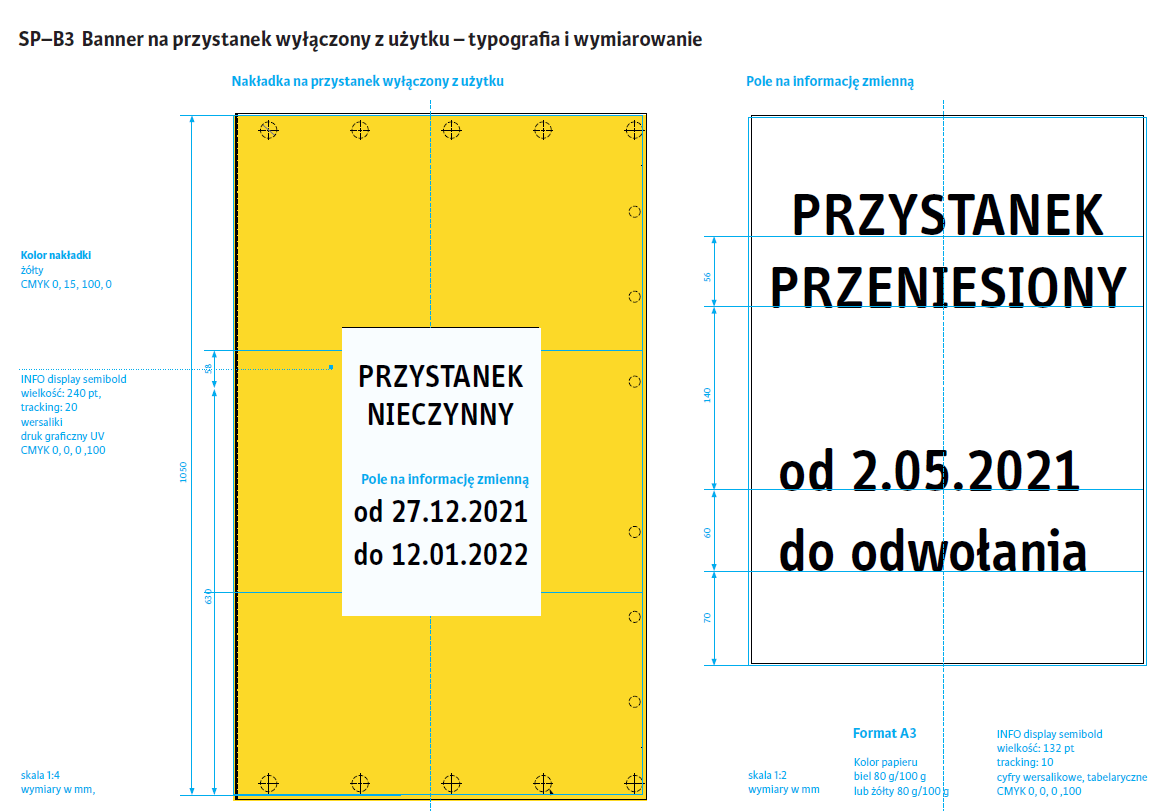 SP–B3 Banner na przystanek wyłączony z użytku – typografia i wymiarowanie
Nakładka na przystanek wyłączony z użytku
Pole na informację zmienną
Kolor nakładki
żółty
CMYK 0, 15, 100, 0
INFO display semibold
wielkość: 240 pt,
tracking: 20
wersaliki
druk graficzny UV
CMYK 0, 0, 0 ,100
58
1050
630
PRZYSTANEK
NIECZYNNY
Pole na informację zmienną
od 27.12.2021
do 12.01.2022
skala 1:4
wymiary w mm,
PRZYSTANEK
PRZENIESIONY
od 2.05.2021
do odwołania
56
140
60
70
skala 1:2
wymiary w mm
Format A3
Kolor papieru
biel 80 g/100 g
lub żółty 80 g/100 g
INFO display semibold
wielkość: 132 pt
tracking: 10
cyfry wersalikowe, tabelaryczne
CMYK 0, 0, 0 ,100